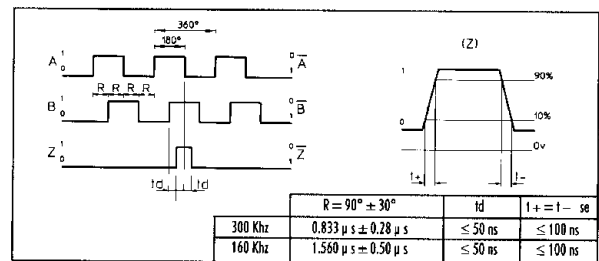 360°
180°
A 1 0
0 1 A̅
R R R R
B 1 0
0 1 B̅
Z 1 0
0 1 Z̅
td td
(Z)
1
90%
0
10%
0v
t+ t-
R = 90° ± 30° td t+ = t- se
300 Khz 0.833 µ s ± 0.28 µ s ≤ 50 ns ≤ 100 ns
160 Khz 1.560 µ s ± 0.50 µ s ≤ 50 ns ≤ 100 ns